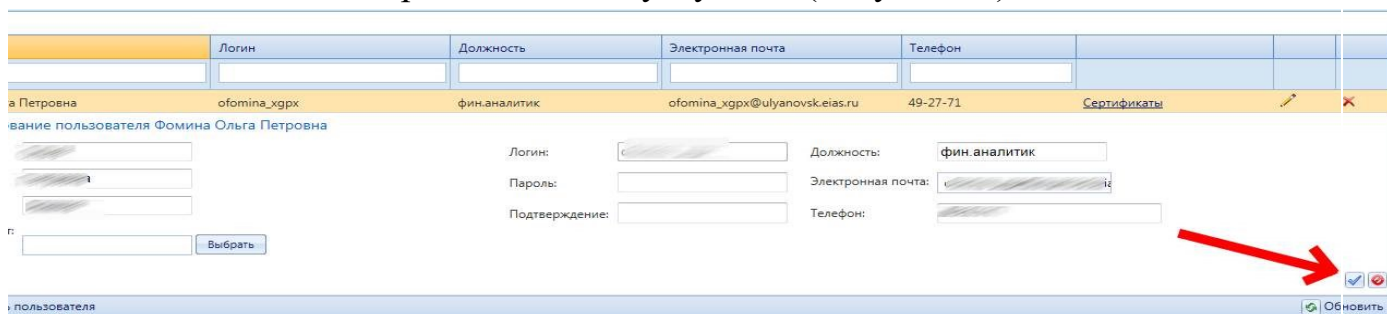 Логин Должность Электронная почта Телефон
Петровна ofomina_xgpx фин.аналитик ofomina_xgpx@ulyanovsk.eias.ru 49-27-71 Сертификаты
пользователя Фомина Ольга Петровна
Логин: Должность: фин.аналитик
Пароль: Электронная почта:
Подтверждение: Телефон:
Выбрать
пользователя Обновить